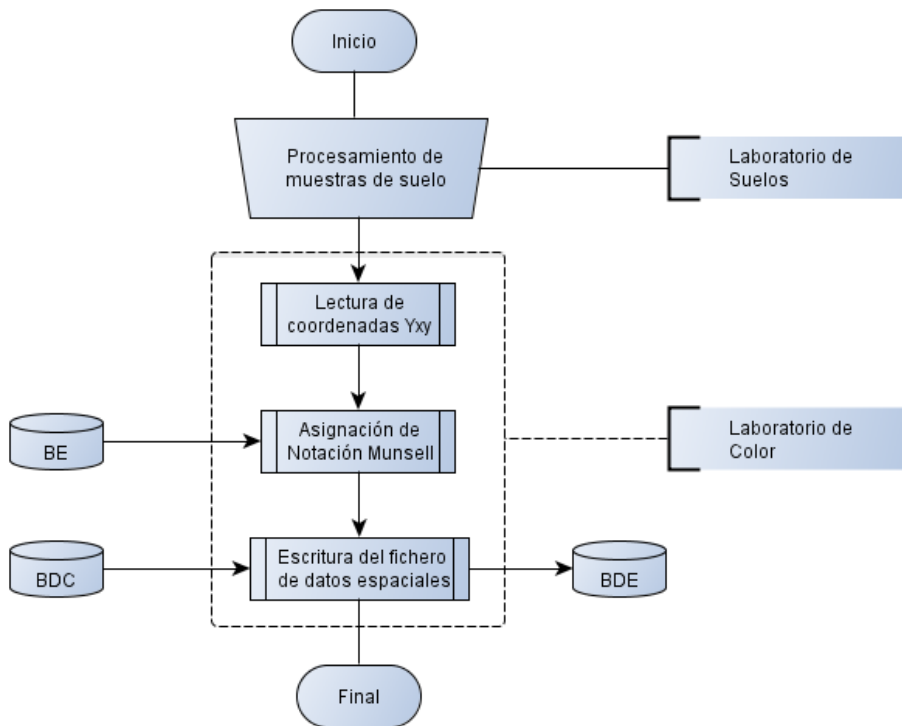 Inicio
Procesamiento de
muestras de suelo
Laboratorio de
Suelos
Lectura de
coordenadas Yxy
BE
Asignación de
Notación Munsell
Laboratorio de
Color
BDC
Escritura del fichero
de datos espaciales
BDE
Final